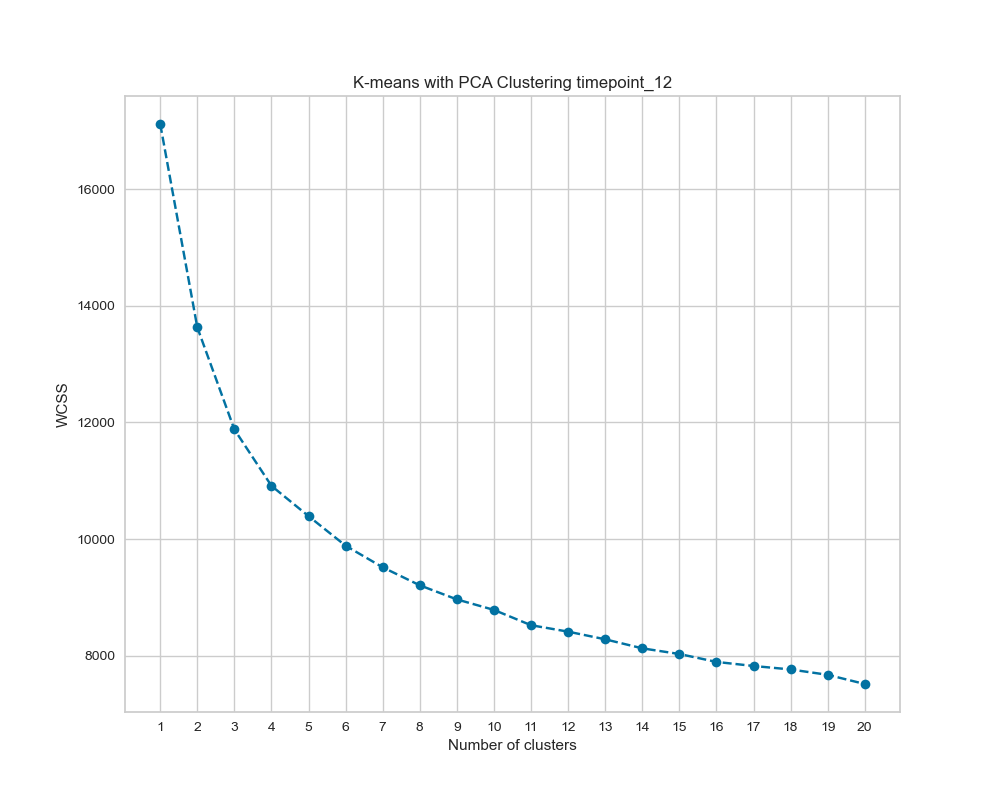 K-means with PCA Clustering timepoint_12
WCSS
16000
14000
12000
10000
8000
1 2 3 4 5 6 7 8 9 10 11 12 13 14 15 16 17 18 19 20
Number of clusters